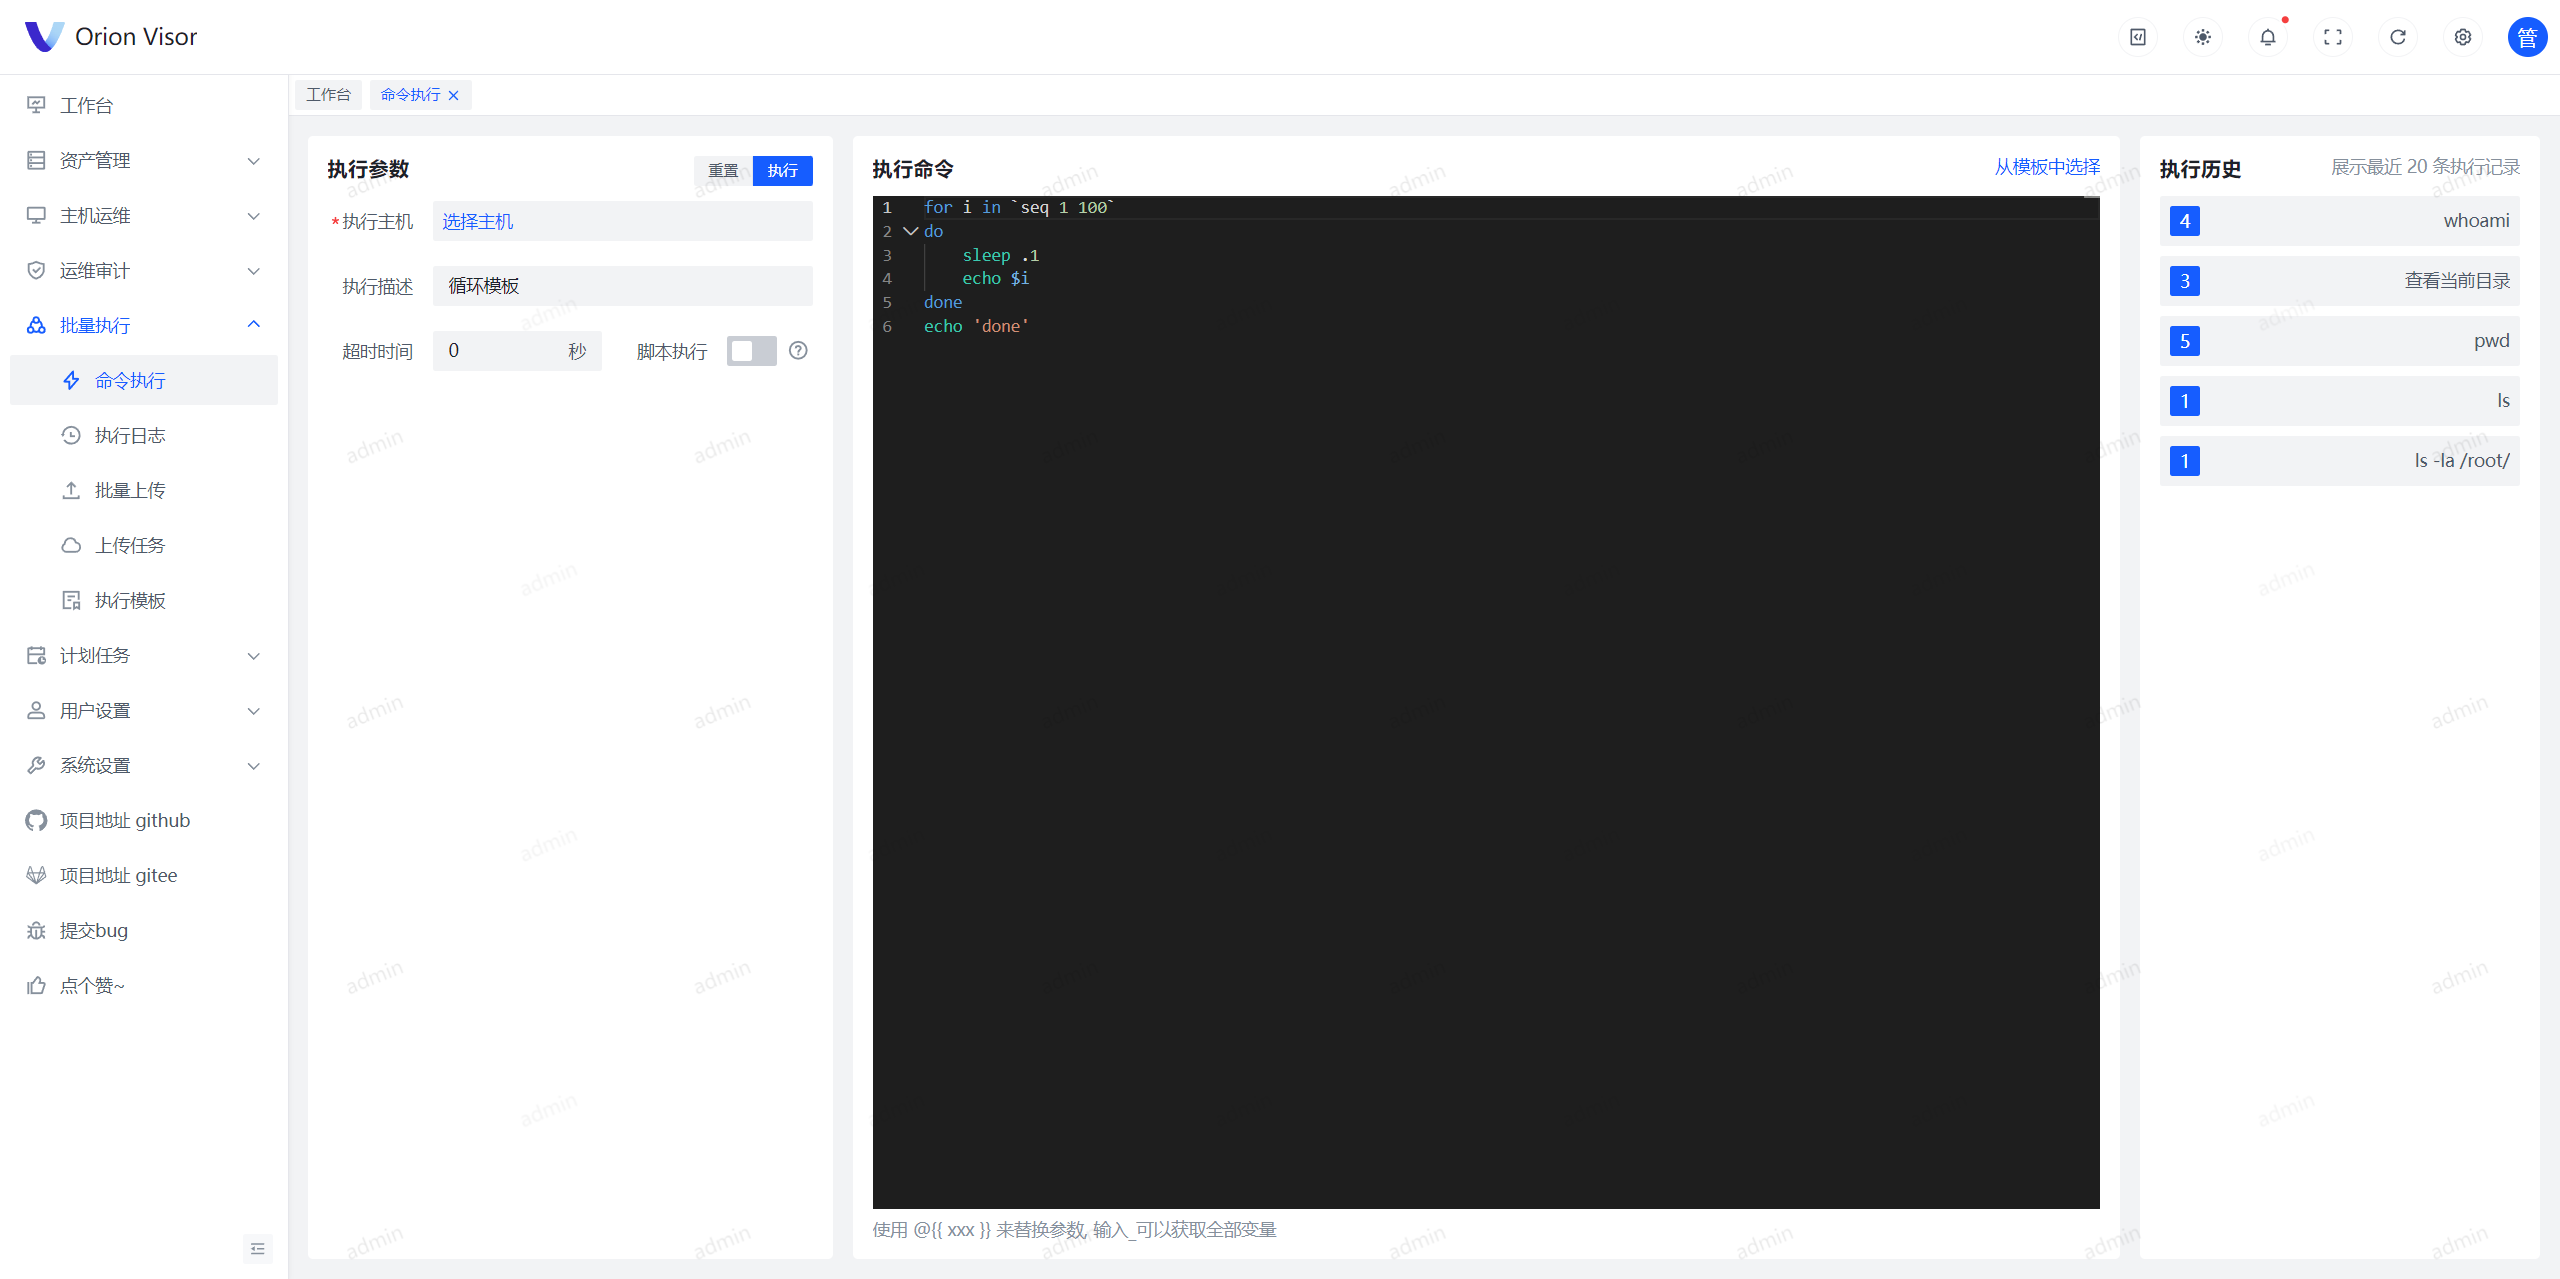 Orion Visor
管
工作台
资产管理
主机运维
运维审计
批量执行
命令执行
执行日志
批量上传
上传任务
执行模板
计划任务
用户设置
系统设置
项目地址 github
项目地址 gitee
提交bug
点个赞~
工作台
命令执行
执行参数
重置
执行
*执行主机
选择主机
执行描述
循环模板
超时时间
0
秒
脚本执行
执行命令
从模板中选择
1 for i in `seq 1 100`
2 do
3 sleep .1
4 echo $i
5 done
6 echo 'done'
使用 @{{ xxx }} 来替换参数, 输入_可以获取全部变量
执行历史
展示最近 20 条执行记录
4 whoami
3 查看当前目录
5 pwd
1 ls
1 ls -la /root/
admin